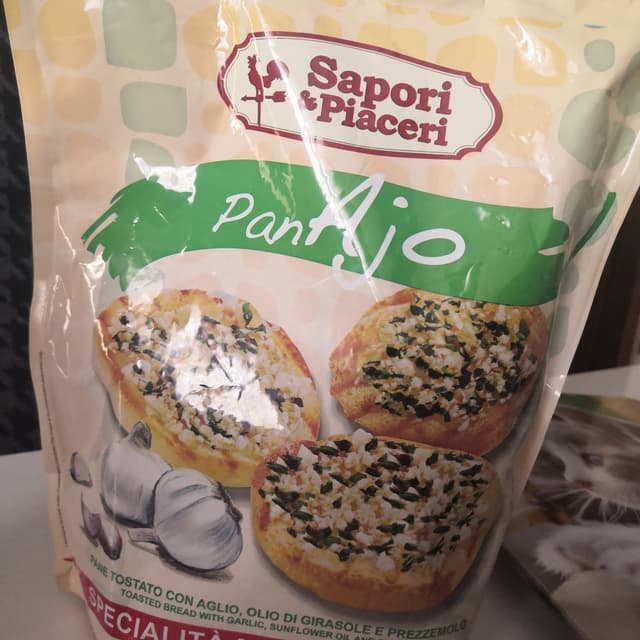 Sapori
& Piaceri
PanAjo
PANE TOSTATO CON AGLIO, OLIO DI GIRASOLE E PREZZEMOLO
TOASTED BREAD WITH GARLIC, SUNFLOWER OIL
SPECIALITÀ